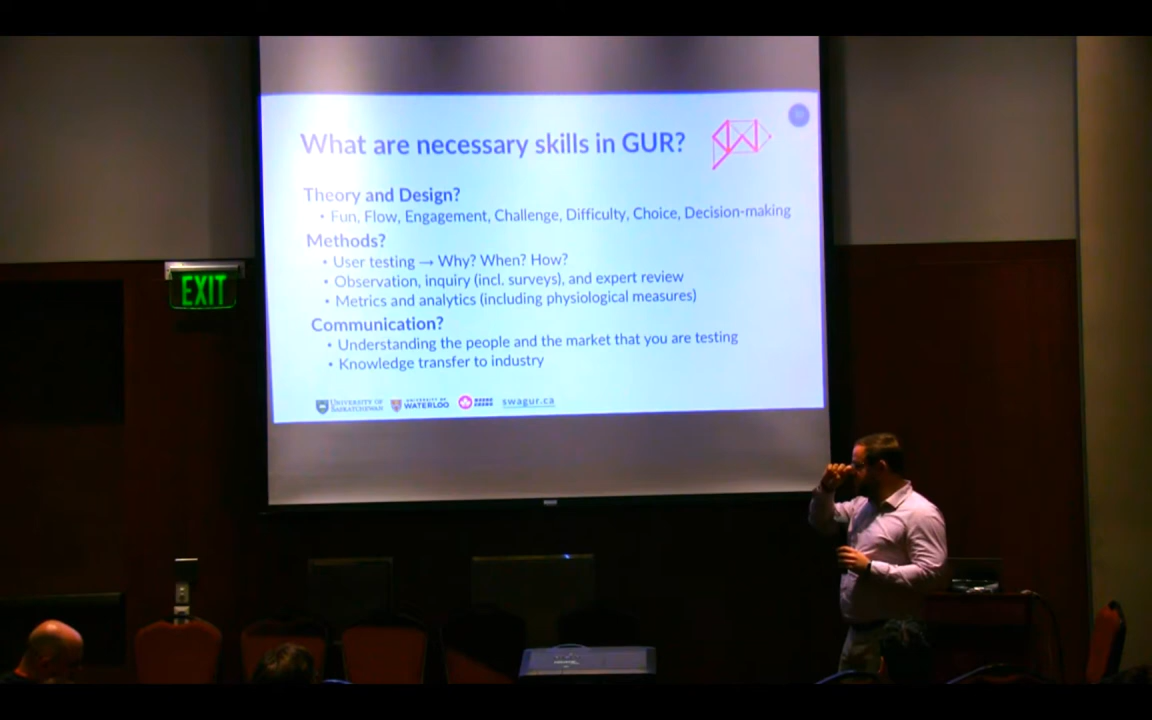 What are necessary skills in GUR?
Theory and Design?
• Fun, Flow, Engagement, Challenge, Difficulty, Choice, Decision-making
Methods?
• User testing → Why? When? How?
• Observation, inquiry (incl. surveys), and expert review
• Metrics and analytics (including physiological measures)
Communication?
• Understanding the people and the market that you are testing
• Knowledge transfer to industry
UNIVERSITY OF SASKATCHEWAN
UNIVERSITY OF WATERLOO
swagur.ca
EXIT